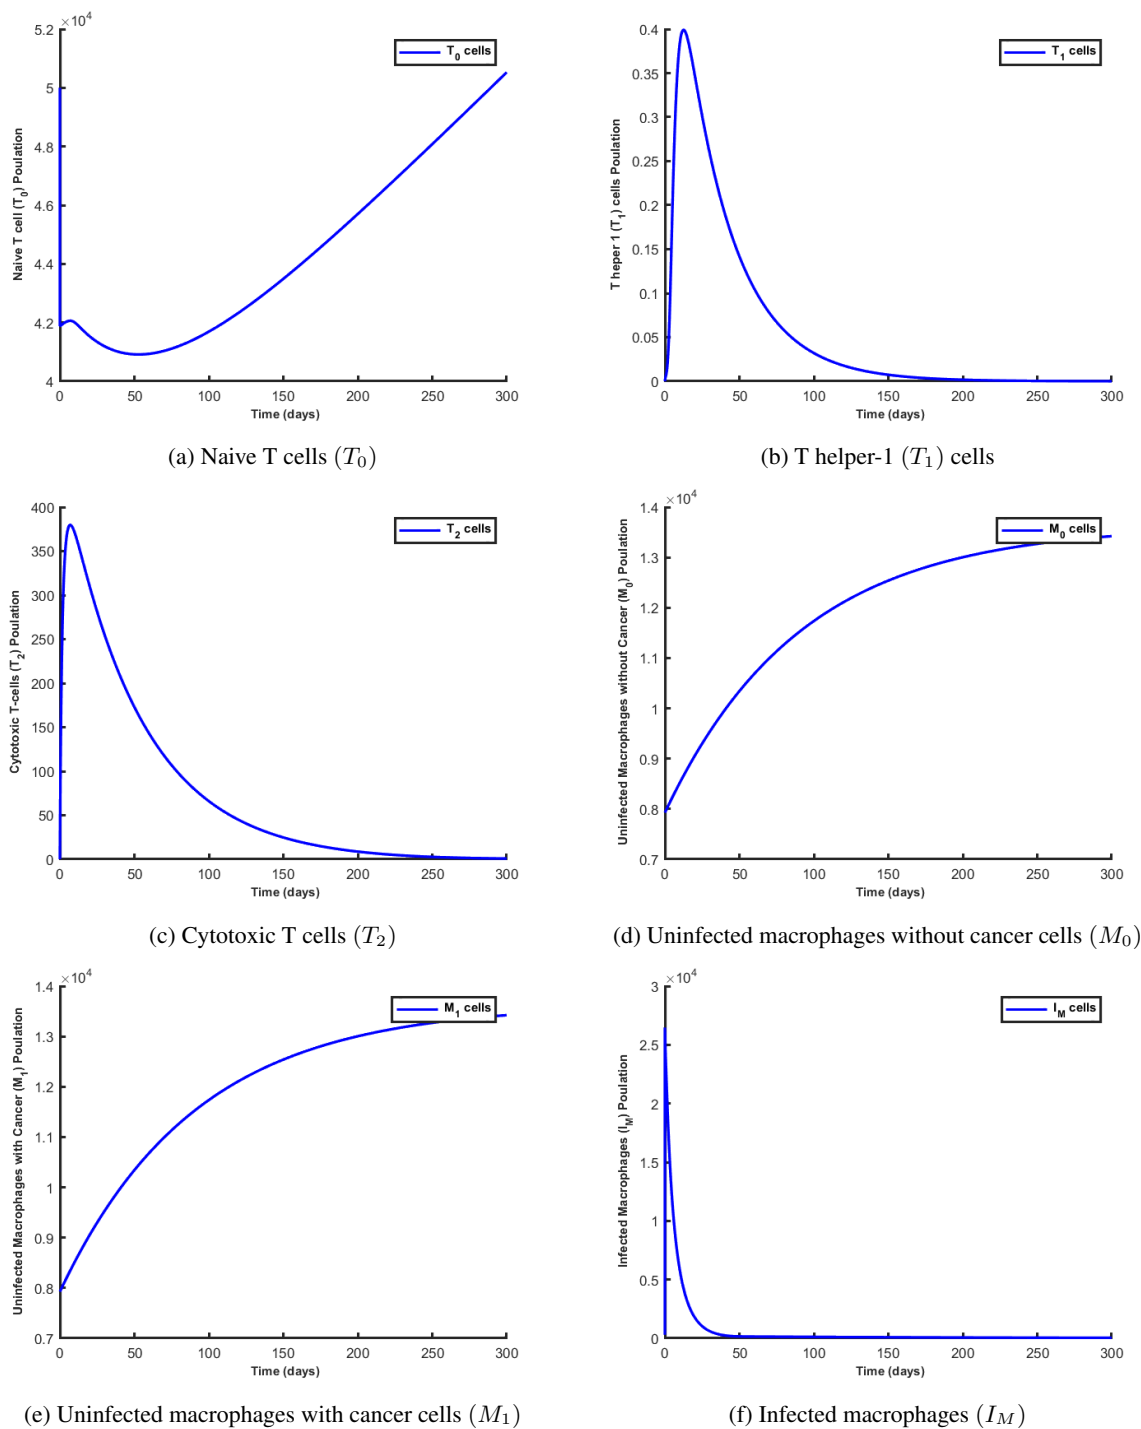 ×10⁴
5.2
5
4.8
4.6
4.4
4.2
4
Naive T cell (T₀) Poulation
T₀ cells
0 50 100 150 200 250 300
Time (days)
(a) Naive T cells (T₀)
0.4
0.35
0.3
0.25
0.2
0.15
0.1
0.05
0
T heper 1 (T₁) cells Poulation
T₁ cells
0 50 100 150 200 250 300
Time (days)
(b) T helper-1 (T₁) cells
400
350
300
250
200
150
100
50
0
Cytotoxic T-cells (T₂) Poulation
T₂ cells
0 50 100 150 200 250 300
Time (days)
(c) Cytotoxic T cells (T₂)
×10⁴
1.4
1.3
1.2
1.1
1
0.9
0.8
0.7
Uninfected Macrophages without Cancer (M₀) Poulation
M₀ cells
0 50 100 150 200 250 300
Time (days)
(d) Uninfected macrophages without cancer cells (M₀)
×10⁴
1.4
1.3
1.2
1.1
1
0.9
0.8
0.7
Uninfected Macrophages with Cancer (M₁) Poulation
M₁ cells
0 50 100 150 200 250 300
Time (days)
(e) Uninfected macrophages with cancer cells (M₁)
×10⁴
3
2.5
2
1.5
1
0.5
0
Infected Macrophages (I_M) Poulation
I_M cells
0 50 100 150 200 250 300
Time (days)
(f) Infected macrophages (I_M)